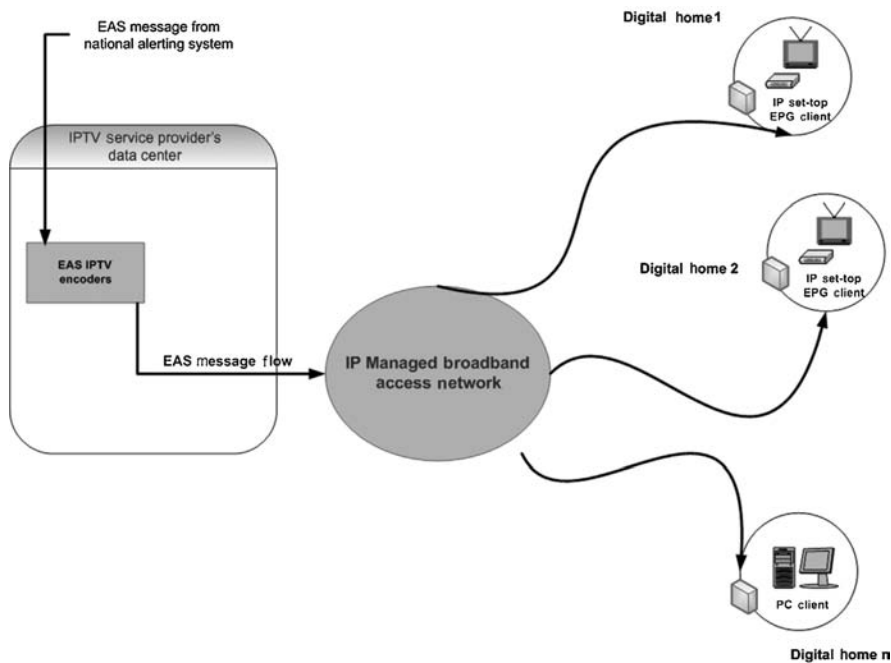 EAS message from
national alerting system
IPTV service provider's
data center
EAS IPTV
encoders
EAS message flow
IP Managed broadband
access network
Digital home 1
IP set-top
EPG client
Digital home 2
IP set-top
EPG client
PC client
Digital home n